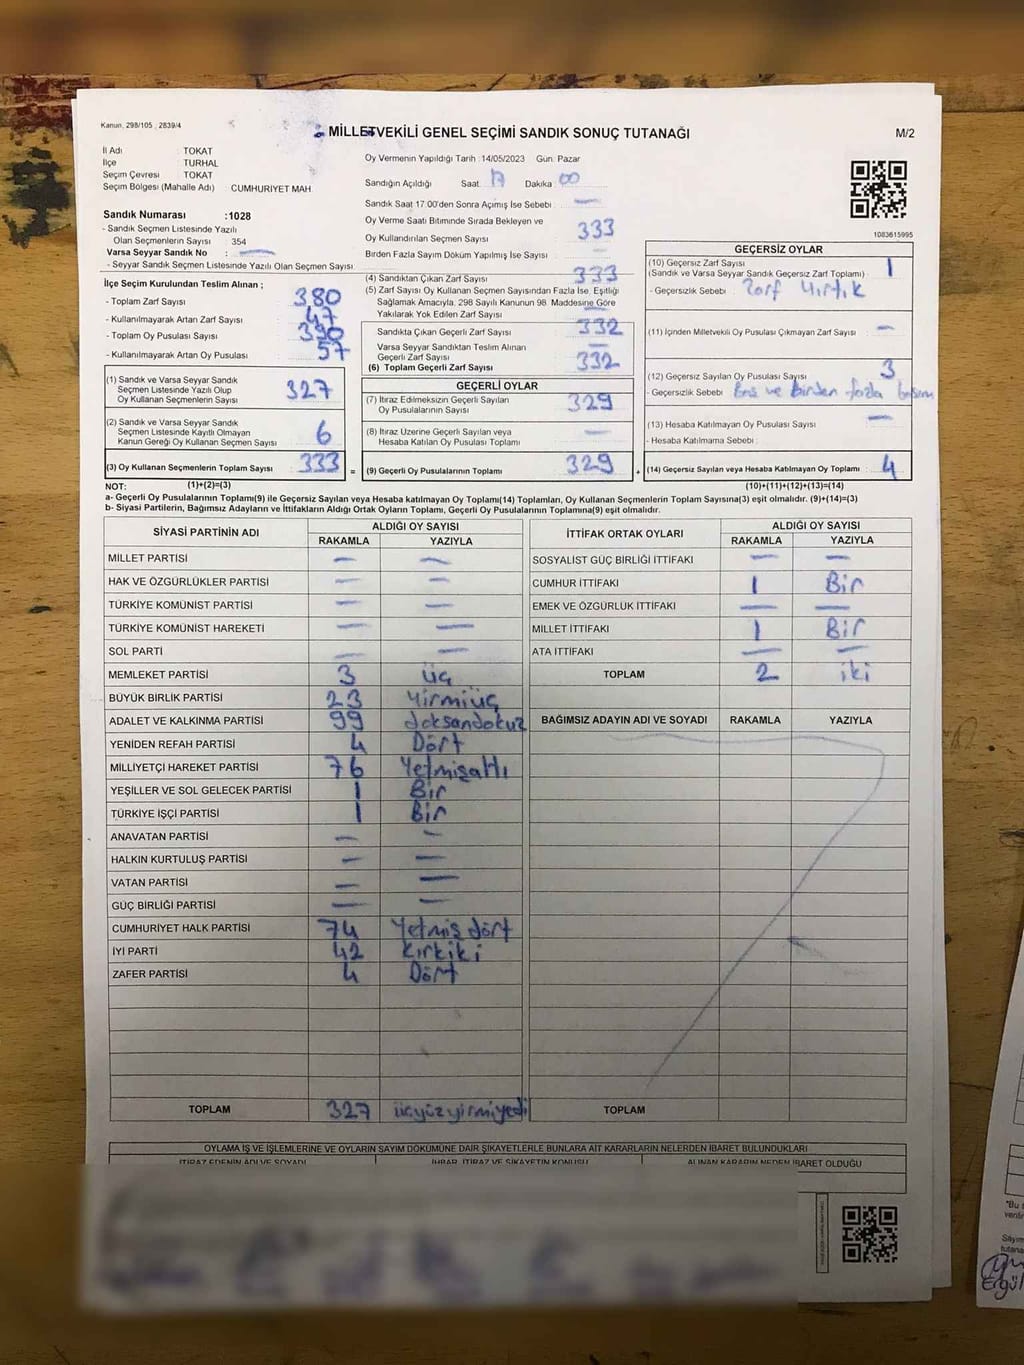 Kanun, 298/105 , 2839/4
MİLLETVEKİLİ GENEL SEÇİMİ SANDIK SONUÇ TUTANAĞI
M/2
İl Adı : TOKAT
İlçe : TURHAL
Seçim Çevresi : TOKAT
Seçim Bölgesi (Mahalle Adı) CUMHURİYET MAH
Sandık Numarası :1028
- Sandık Seçmen Listesinde Yazılı
Olan Seçmenlerin Sayısı : 354
Varsa Seyyar Sandık No : —
- Seyyar Sandık Seçmen Listesinde Yazılı Olan Seçmen Sayısı
İlçe Seçim Kurulundan Teslim Alınan ;
- Toplam Zarf Sayısı 380
- Kullanılmayarak Artan Zarf Sayısı 47
- Toplam Oy Pusulası Sayısı 390
- Kullanılmayarak Artan Oy Pusulası 57
(1) Sandık ve Varsa Seyyar Sandık
Seçmen Listesinde Yazılı Olup
Oy Kullanan Seçmenlerin Sayısı 327
(2) Sandık ve Varsa Seyyar Sandık
Seçmen Listesinde Kayıtlı Olmayan
Kanun Gereği Oy Kullanan Seçmen Sayısı 6
(3) Oy Kullanan Seçmenlerin Toplam Sayısı 333 =
Oy Vermenin Yapıldığı Tarih :14/05/2023 Gün: Pazar
Sandığın Açıldığı Saat: 17 Dakika: 00
Sandık Saat 17.00'den Sonra Açımış İse Sebebi : —
Oy Verme Saati Bitiminde Sırada Bekleyen ve
Oy Kullandırılan Seçmen Sayısı 333
Birden Fazla Sayım Döküm Yapılmış İse Sayısı : —
(4) Sandıktan Çıkan Zarf Sayısı 333
(5) Zarf Sayısı Oy Kullanan Seçmen Sayısından Fazla İse, Eşitliği
Sağlamak Amacıyla, 298 Sayılı Kanunun 98. Maddesine Göre
Yakılarak Yok Edilen Zarf Sayısı —
Sandıkta Çıkan Geçerli Zarf Sayısı 332
Varsa Seyyar Sandıktan Teslim Alınan
Geçerli Zarf Sayısı —
(6) Toplam Geçerli Zarf Sayısı 332
GEÇERLİ OYLAR
(7) İtiraz Edilmeksizin Geçerli Sayılan
Oy Pusulalarının Sayısı 329
(8) İtiraz Üzerine Geçerli Sayılan veya
Hesaba Katılan Oy Pusulası Toplamı —
(9) Geçerli Oy Pusulalarının Toplamı 329 +
1083615995
GEÇERSİZ OYLAR
(10) Geçersiz Zarf Sayısı 1
(Sandık ve Varsa Seyyar Sandık Geçersiz Zarf Toplamı)
- Geçersizlik Sebebi : Zarf Yırtık
(11) İçinden Milletvekili Oy Pusulası Çıkmayan Zarf Sayısı —
(12) Geçersiz Sayılan Oy Pusulası Sayısı 3
- Geçersizlik Sebebi : Boş ve Birden fazla basım
(13) Hesaba Katılmayan Oy Pusulası Sayısı —
- Hesaba Katılmama Sebebi :
(14) Geçersiz Sayılan veya Hesaba Katılmayan Oy Toplamı 4
NOT: (1)+(2)=(3) (10)+(11)+(12)+(13)=(14)
a- Geçerli Oy Pusulalarının Toplamı(9) ile Geçersiz Sayılan veya Hesaba katılmayan Oy Toplamı(14) Toplamları, Oy Kullanan Seçmenlerin Toplam Sayısına(3) eşit olmalıdır. (9)+(14)=(3)
b- Siyasi Partilerin, Bağımsız Adayların ve İttifakların Aldığı Ortak Oyların Toplamı, Geçerli Oy Pusulalarının Toplamına(9) eşit olmalıdır.
SİYASİ PARTİNİN ADI ALDIĞI OY SAYISI
RAKAMLA YAZIYLA
MİLLET PARTİSİ — —
HAK VE ÖZGÜRLÜKLER PARTİSİ — —
TÜRKİYE KOMÜNİST PARTİSİ — —
TÜRKİYE KOMÜNİST HAREKETİ — —
SOL PARTİ — —
MEMLEKET PARTİSİ 3 üç
BÜYÜK BİRLİK PARTİSİ 23 Yirmiüç
ADALET VE KALKINMA PARTİSİ 99 doksandokuz
YENİDEN REFAH PARTİSİ 4 Dört
MİLLİYETÇİ HAREKET PARTİSİ 76 Yetmişaltı
YEŞİLLER VE SOL GELECEK PARTİSİ 1 Bir
TÜRKİYE İŞÇİ PARTİSİ 1 Bir
ANAVATAN PARTİSİ — —
HALKIN KURTULUŞ PARTİSİ — —
VATAN PARTİSİ — —
GÜÇ BİRLİĞİ PARTİSİ — —
CUMHURİYET HALK PARTİSİ 74 Yetmiş dört
İYİ PARTİ 42 Kırkiki
ZAFER PARTİSİ 4 Dört
TOPLAM 327 üçyüzyirmiyedi
İTTİFAK ORTAK OYLARI ALDIĞI OY SAYISI
RAKAMLA YAZIYLA
SOSYALİST GÜÇ BİRLİĞİ İTTİFAKI — —
CUMHUR İTTİFAKI 1 Bir
EMEK VE ÖZGÜRLÜK İTTİFAKI — —
MİLLET İTTİFAKI 1 Bir
ATA İTTİFAKI — —
TOPLAM 2 iki
BAĞIMSIZ ADAYIN ADI VE SOYADI RAKAMLA YAZIYLA
TOPLAM
OYLAMA İŞ VE İŞLEMLERİNE VE OYLARIN SAYIM DÖKÜMÜNE DAİR ŞİKAYETLERLE BUNLARA AİT KARARLARIN NELERDEN İBARET BULUNDUKLARI
İTİRAZ EDENİN ADI VE SOYADI İHBAR, İTİRAZ VE ŞİKAYETİN KONUSU ALINAN KARARIN NEDEN İBARET OLDUĞU